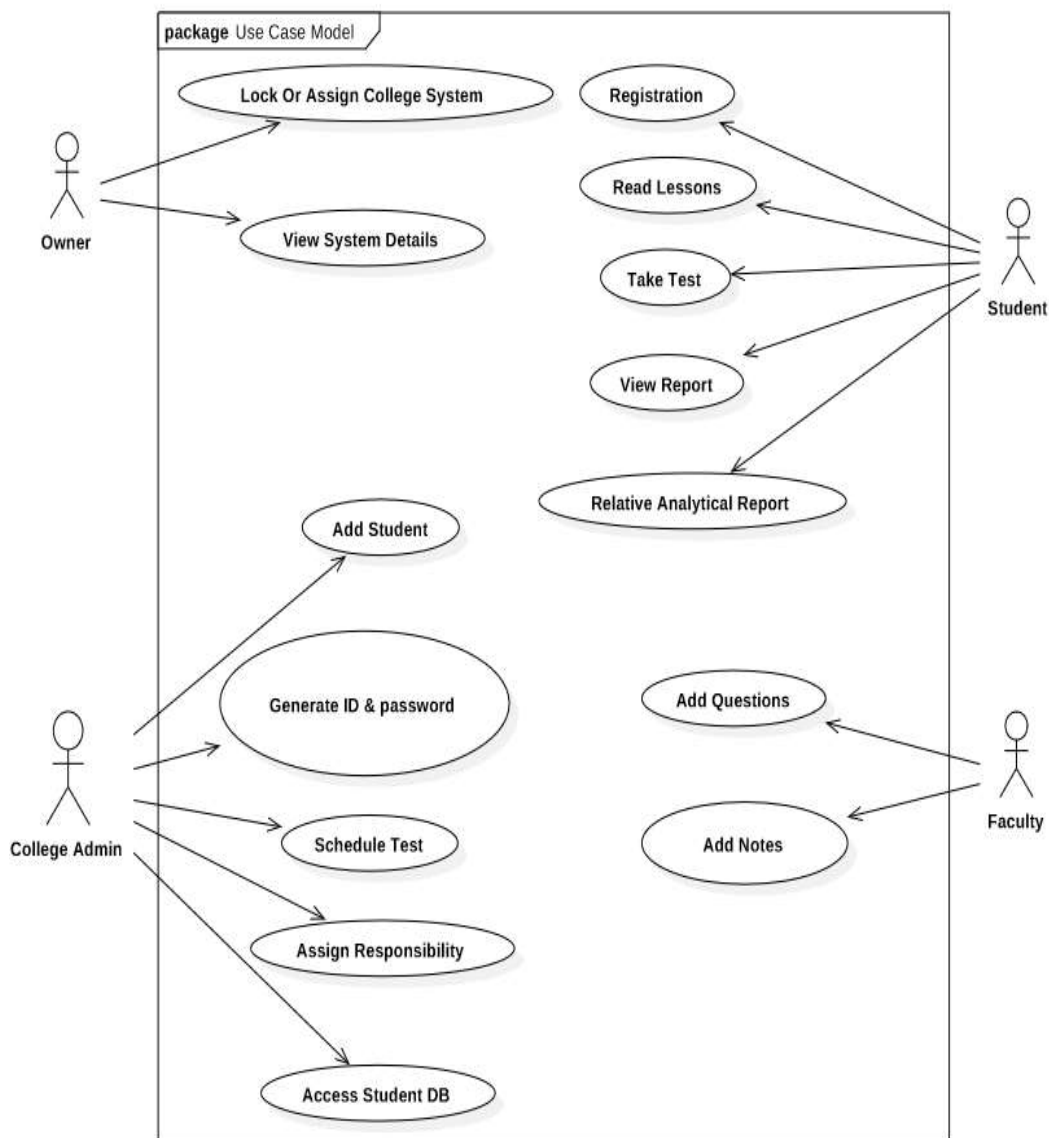 package Use Case Model
Lock Or Assign College System
Registration
Read Lessons
Owner
View System Details
Take Test
Student
View Report
Relative Analytical Report
Add Student
Generate ID & password
Add Questions
College Admin
Schedule Test
Faculty
Add Notes
Assign Responsibility
Access Student DB